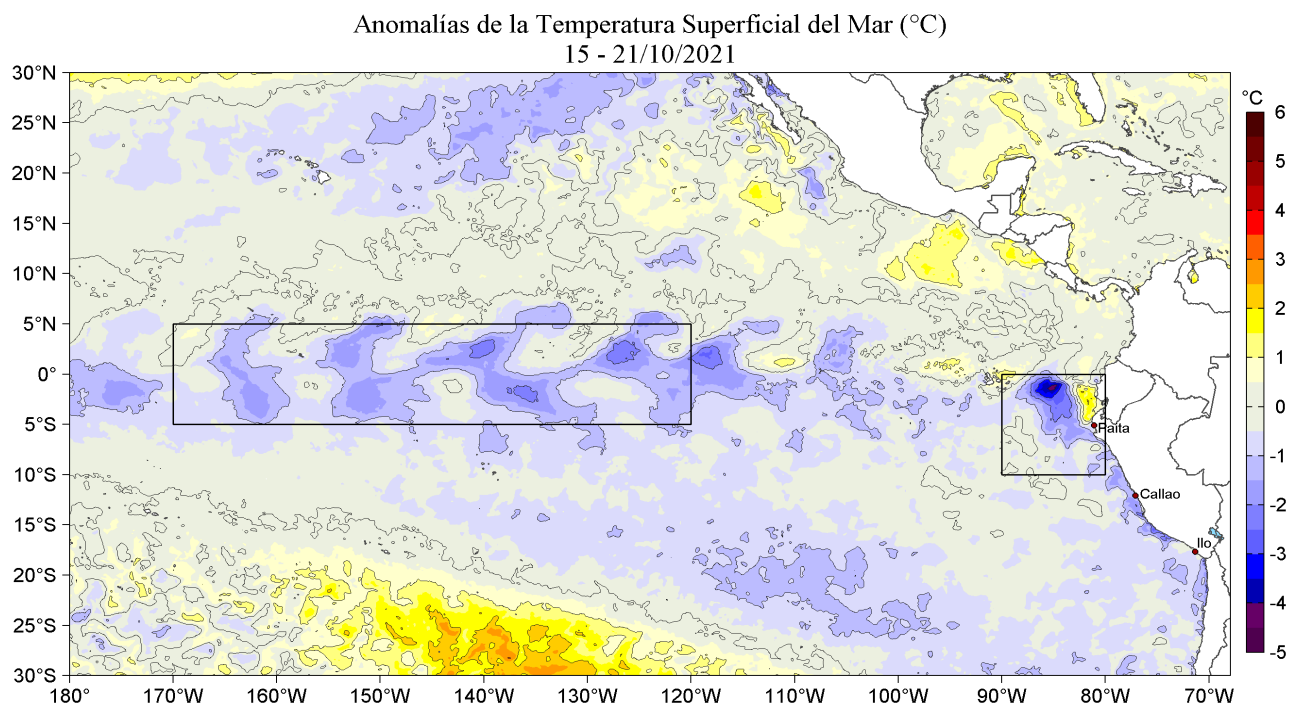 Anomalías de la Temperatura Superficial del Mar (°C)
15 - 21/10/2021
30°N
25°N
20°N
15°N
10°N
5°N
0°
5°S
10°S
15°S
20°S
25°S
30°S
180
170°W
160°W
150°W
140°W
130°W
120°W
110°W
100°W
90°W
80°W
70°W
Paita
Callao
Ilo
°C
6
5
4
3
2
1
0
-1
-2
-3
-4
-5